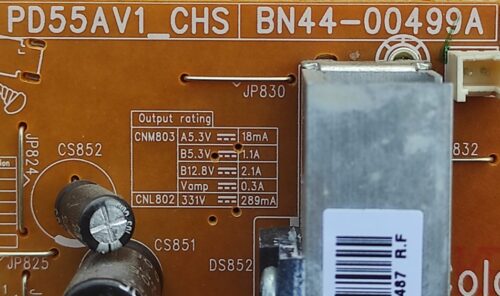 PD55AV1_CHS BN44-00499A
JP830
Output rating
CNM803 A5.3V 18mA
B5.3V 1.1A
B12.8V 2.1A
Vamp 0.3A
CNL802 331V 289mA
JP824
CS852
832
CS851
JP825
DS852
487 R.F